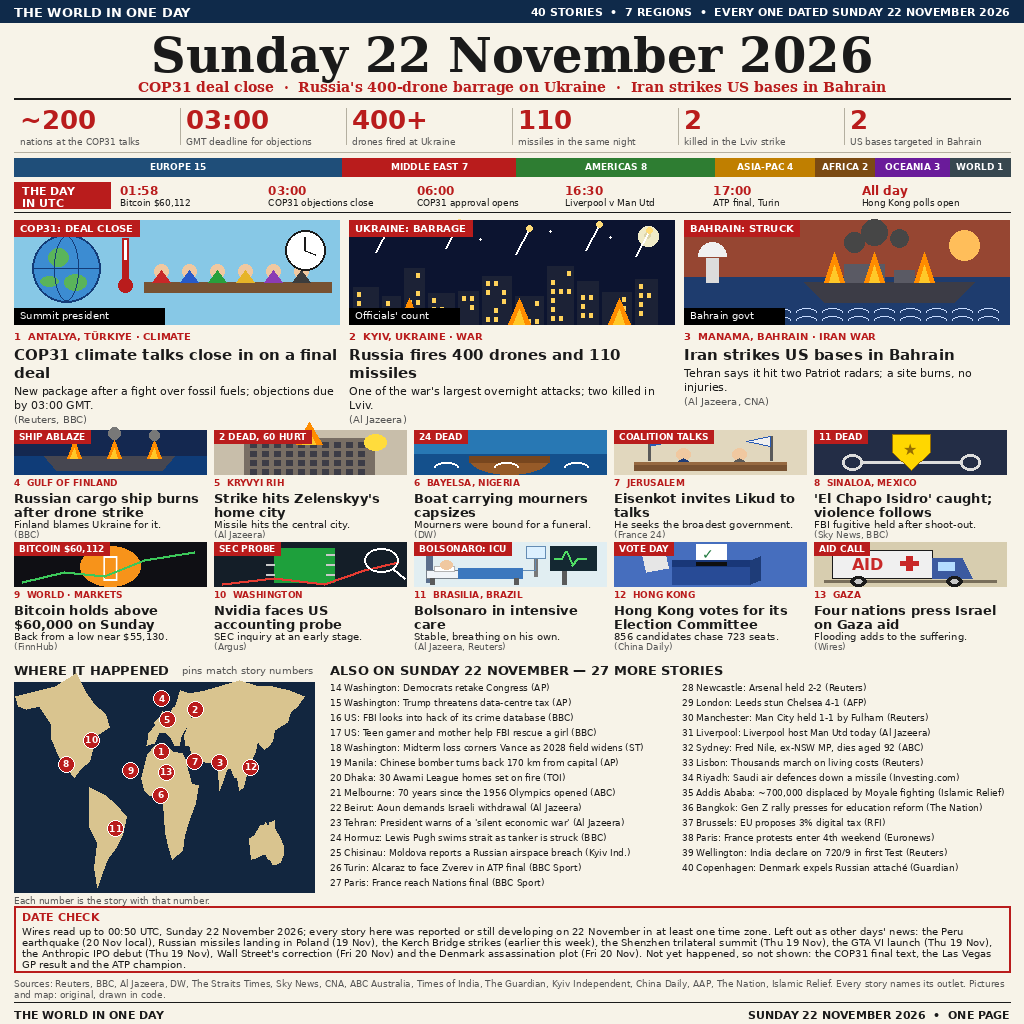 THE WORLD IN ONE DAY
40 STORIES • 7 REGIONS • EVERY ONE DATED SUNDAY 22 NOVEMBER 2026
Sunday 22 November 2026
COP31 deal close · Russia's 400-drone barrage on Ukraine · Iran strikes US bases in Bahrain
~200
nations at the COP31 talks
03:00
GMT deadline for objections
400+
drones fired at Ukraine
110
missiles in the same night
2
killed in the Lviv strike
2
US bases targeted in Bahrain
EUROPE 15
MIDDLE EAST 7
AMERICAS 8
ASIA-PAC 4
AFRICA 2
OCEANIA 3
WORLD 1
THE DAY
IN UTC
01:58
Bitcoin $60,112
03:00
COP31 objections close
06:00
COP31 approval opens
16:30
Liverpool v Man Utd
17:00
ATP final, Turin
All day
Hong Kong polls open
COP31: DEAL CLOSE
Summit president
1 ANTALYA, TÜRKIYE · CLIMATE
COP31 climate talks close in on a final
deal
New package after a fight over fossil fuels; objections due
by 03:00 GMT.
(Reuters, BBC)
UKRAINE: BARRAGE
Officials' count
2 KYIV, UKRAINE · WAR
Russia fires 400 drones and 110
missiles
One of the war's largest overnight attacks; two killed in
Lviv.
(Al Jazeera)
BAHRAIN: STRUCK
Bahrain govt
3 MANAMA, BAHRAIN · IRAN WAR
Iran strikes US bases in Bahrain
Tehran says it hit two Patriot radars; a site burns, no
injuries.
(Al Jazeera, CNA)
SHIP ABLAZE
4 GULF OF FINLAND
Russian cargo ship burns
after drone strike
Finland blames Ukraine for it.
(BBC)
2 DEAD, 60 HURT
5 KRYVYI RIH
Strike hits Zelenskyy's
home city
Missile hits the central city.
(Al Jazeera)
24 DEAD
6 BAYELSA, NIGERIA
Boat carrying mourners
capsizes
Mourners were bound for a funeral.
(DW)
COALITION TALKS
7 JERUSALEM
Eisenkot invites Likud to
talks
He seeks the broadest government.
(France 24)
11 DEAD
8 SINALOA, MEXICO
'El Chapo Isidro' caught;
violence follows
FBI fugitive held after shoot-out.
(Sky News, BBC)
BITCOIN $60,112
9 WORLD · MARKETS
Bitcoin holds above
$60,000 on Sunday
Back from a low near $55,130.
(FinnHub)
SEC PROBE
10 WASHINGTON
Nvidia faces US
accounting probe
SEC inquiry at an early stage.
(Argus)
BOLSONARO: ICU
11 BRASILIA, BRAZIL
Bolsonaro in intensive
care
Stable, breathing on his own.
(Al Jazeera, Reuters)
VOTE DAY
12 HONG KONG
Hong Kong votes for its
Election Committee
856 candidates chase 723 seats.
(China Daily)
AID CALL
AID
13 GAZA
Four nations press Israel
on Gaza aid
Flooding adds to the suffering.
(Wires)
WHERE IT HAPPENED pins match story numbers
4
2
5
10
1
8
9
13
7
3
12
6
11
Each number is the story with that number.
ALSO ON SUNDAY 22 NOVEMBER — 27 MORE STORIES
14 Washington: Democrats retake Congress (AP)
15 Washington: Trump threatens data-centre tax (AP)
16 US: FBI looks into hack of its crime database (BBC)
17 US: Teen gamer and mother help FBI rescue a girl (BBC)
18 Washington: Midterm loss corners Vance as 2028 field widens (ST)
19 Manila: Chinese bomber turns back 170 km from capital (AP)
20 Dhaka: 30 Awami League homes set on fire (TOI)
21 Melbourne: 70 years since the 1956 Olympics opened (ABC)
22 Beirut: Aoun demands Israeli withdrawal (Al Jazeera)
23 Tehran: President warns of a 'silent economic war' (Al Jazeera)
24 Hormuz: Lewis Pugh swims strait as tanker is struck (BBC)
25 Chisinau: Moldova reports a Russian airspace breach (Kyiv Ind.)
26 Turin: Alcaraz to face Zverev in ATP final (BBC Sport)
27 Paris: France reach Nations final (BBC Sport)
28 Newcastle: Arsenal held 2-2 (Reuters)
29 London: Leeds stun Chelsea 4-1 (AFP)
30 Manchester: Man City held 1-1 by Fulham (Reuters)
31 Liverpool: Liverpool host Man Utd today (Al Jazeera)
32 Sydney: Fred Nile, ex-NSW MP, dies aged 92 (ABC)
33 Lisbon: Thousands march on living costs (Reuters)
34 Riyadh: Saudi air defences down a missile (Investing.com)
35 Addis Ababa: ~700,000 displaced by Moyale fighting (Islamic Relief)
36 Bangkok: Gen Z rally presses for education reform (The Nation)
37 Brussels: EU proposes 3% digital tax (RFI)
38 Paris: France protests enter 4th weekend (Euronews)
39 Wellington: India declare on 720/9 in first Test (Reuters)
40 Copenhagen: Denmark expels Russian attaché (Guardian)
DATE CHECK
Wires read up to 00:50 UTC, Sunday 22 November 2026; every story here was reported or still developing on 22 November in at least one time zone. Left out as other days' news: the Peru
earthquake (20 Nov local), Russian missiles landing in Poland (19 Nov), the Kerch Bridge strikes (earlier this week), the Shenzhen trilateral summit (Thu 19 Nov), the GTA VI launch (Thu 19 Nov),
the Anthropic IPO debut (Thu 19 Nov), Wall Street's correction (Fri 20 Nov) and the Denmark assassination plot (Fri 20 Nov). Not yet happened, so not shown: the COP31 final text, the Las Vegas
GP result and the ATP champion.
Sources: Reuters, BBC, Al Jazeera, DW, The Straits Times, Sky News, CNA, ABC Australia, Times of India, The Guardian, Kyiv Independent, China Daily, AAP, The Nation, Islamic Relief. Every story names its outlet. Pictures
and map: original, drawn in code.
THE WORLD IN ONE DAY
SUNDAY 22 NOVEMBER 2026 • ONE PAGE